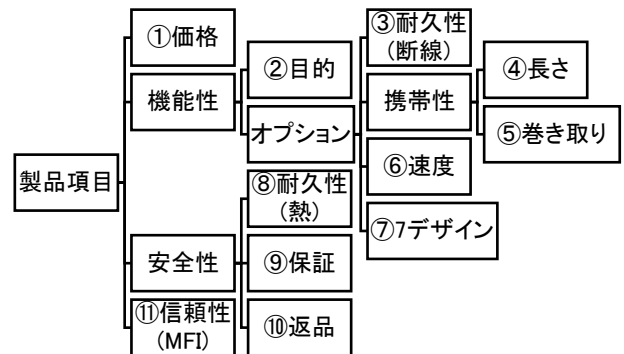 製品項目
①価格
機能性
②目的
オプション
③耐久性
(断線)
携帯性
④長さ
⑤巻き取り
⑥速度
⑦7デザイン
安全性
⑧耐久性
(熱)
⑨保証
⑩返品
⑪信頼性
(MFI)